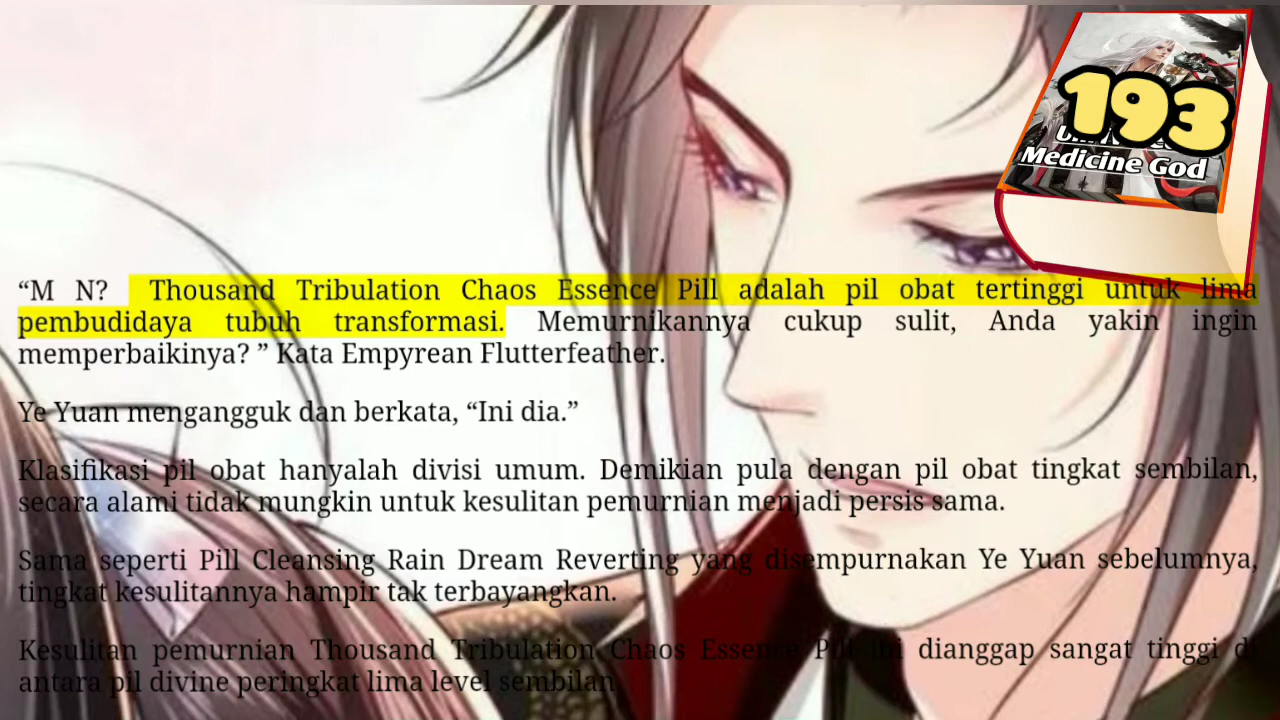 193
Medicine God
“M N? Thousand Tribulation Chaos Essence Pill adalah pil obat tertinggi untuk lima
pembudidaya tubuh transformasi. Memurnikannya cukup sulit, Anda yakin ingin
memperbaikinya? ” Kata Empyrean Flutterfeather.
Ye Yuan mengangguk dan berkata, “Ini dia.”
Klasifikasi pil obat hanyalah divisi umum. Demikian pula dengan pil obat tingkat sembilan,
secara alami tidak mungkin untuk kesulitan pemurnian menjadi persis sama.
Sama seperti Pill Cleansing Rain Dream Reverting yang disempurnakan Ye Yuan sebelumnya,
tingkat kesulitannya hampir tak terbayangkan.
Kesulitan pemurnian Thousand Tribulation Chaos Essence Pill ini dianggap sangat tinggi di
antara pil divine peringkat lima level sembilan.